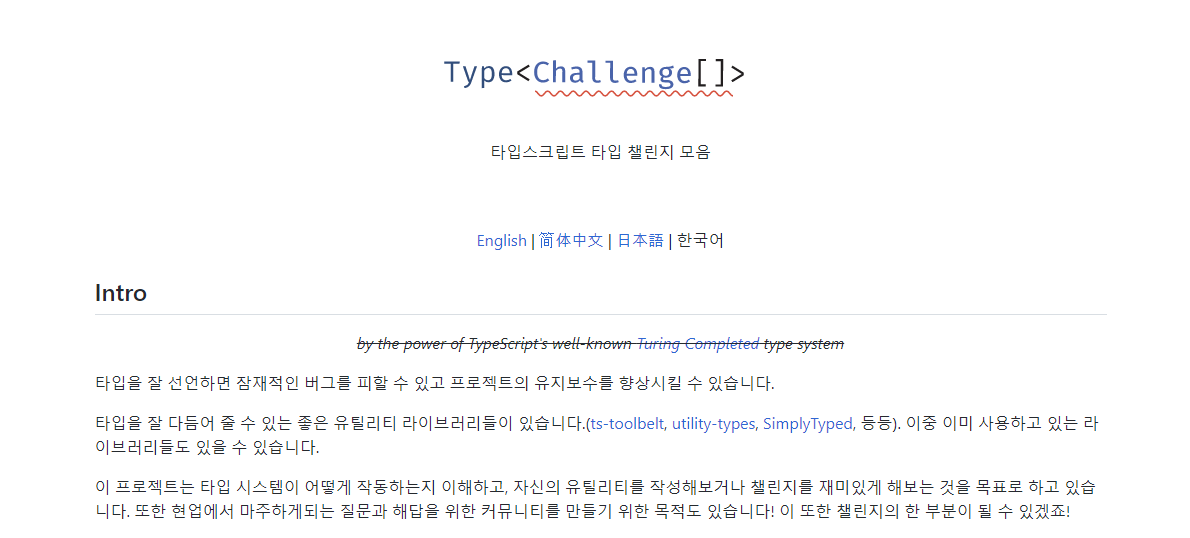 Type<Challenge[]>
타입스크립트 타입 챌린지 모음
English | 简体中文 | 日本語 | 한국어
Intro
by the power of TypeScript's well-known Turing Completed type system
타입을 잘 선언하면 잠재적인 버그를 피할 수 있고 프로젝트의 유지보수를 향상시킬 수 있습니다.
타입을 잘 다듬어 줄 수 있는 좋은 유틸리티 라이브러리들이 있습니다.(ts-toolbelt, utility-types, SimplyTyped, 등등). 이중 이미 사용하고 있는 라
이브러리들도 있을 수 있습니다.
이 프로젝트는 타입 시스템이 어떻게 작동하는지 이해하고, 자신의 유틸리티를 작성해보거나 챌린지를 재미있게 해보는 것을 목표로 하고 있습
니다. 또한 현업에서 마주하게되는 질문과 해답을 위한 커뮤니티를 만들기 위한 목적도 있습니다! 이 또한 챌린지의 한 부분이 될 수 있겠죠!